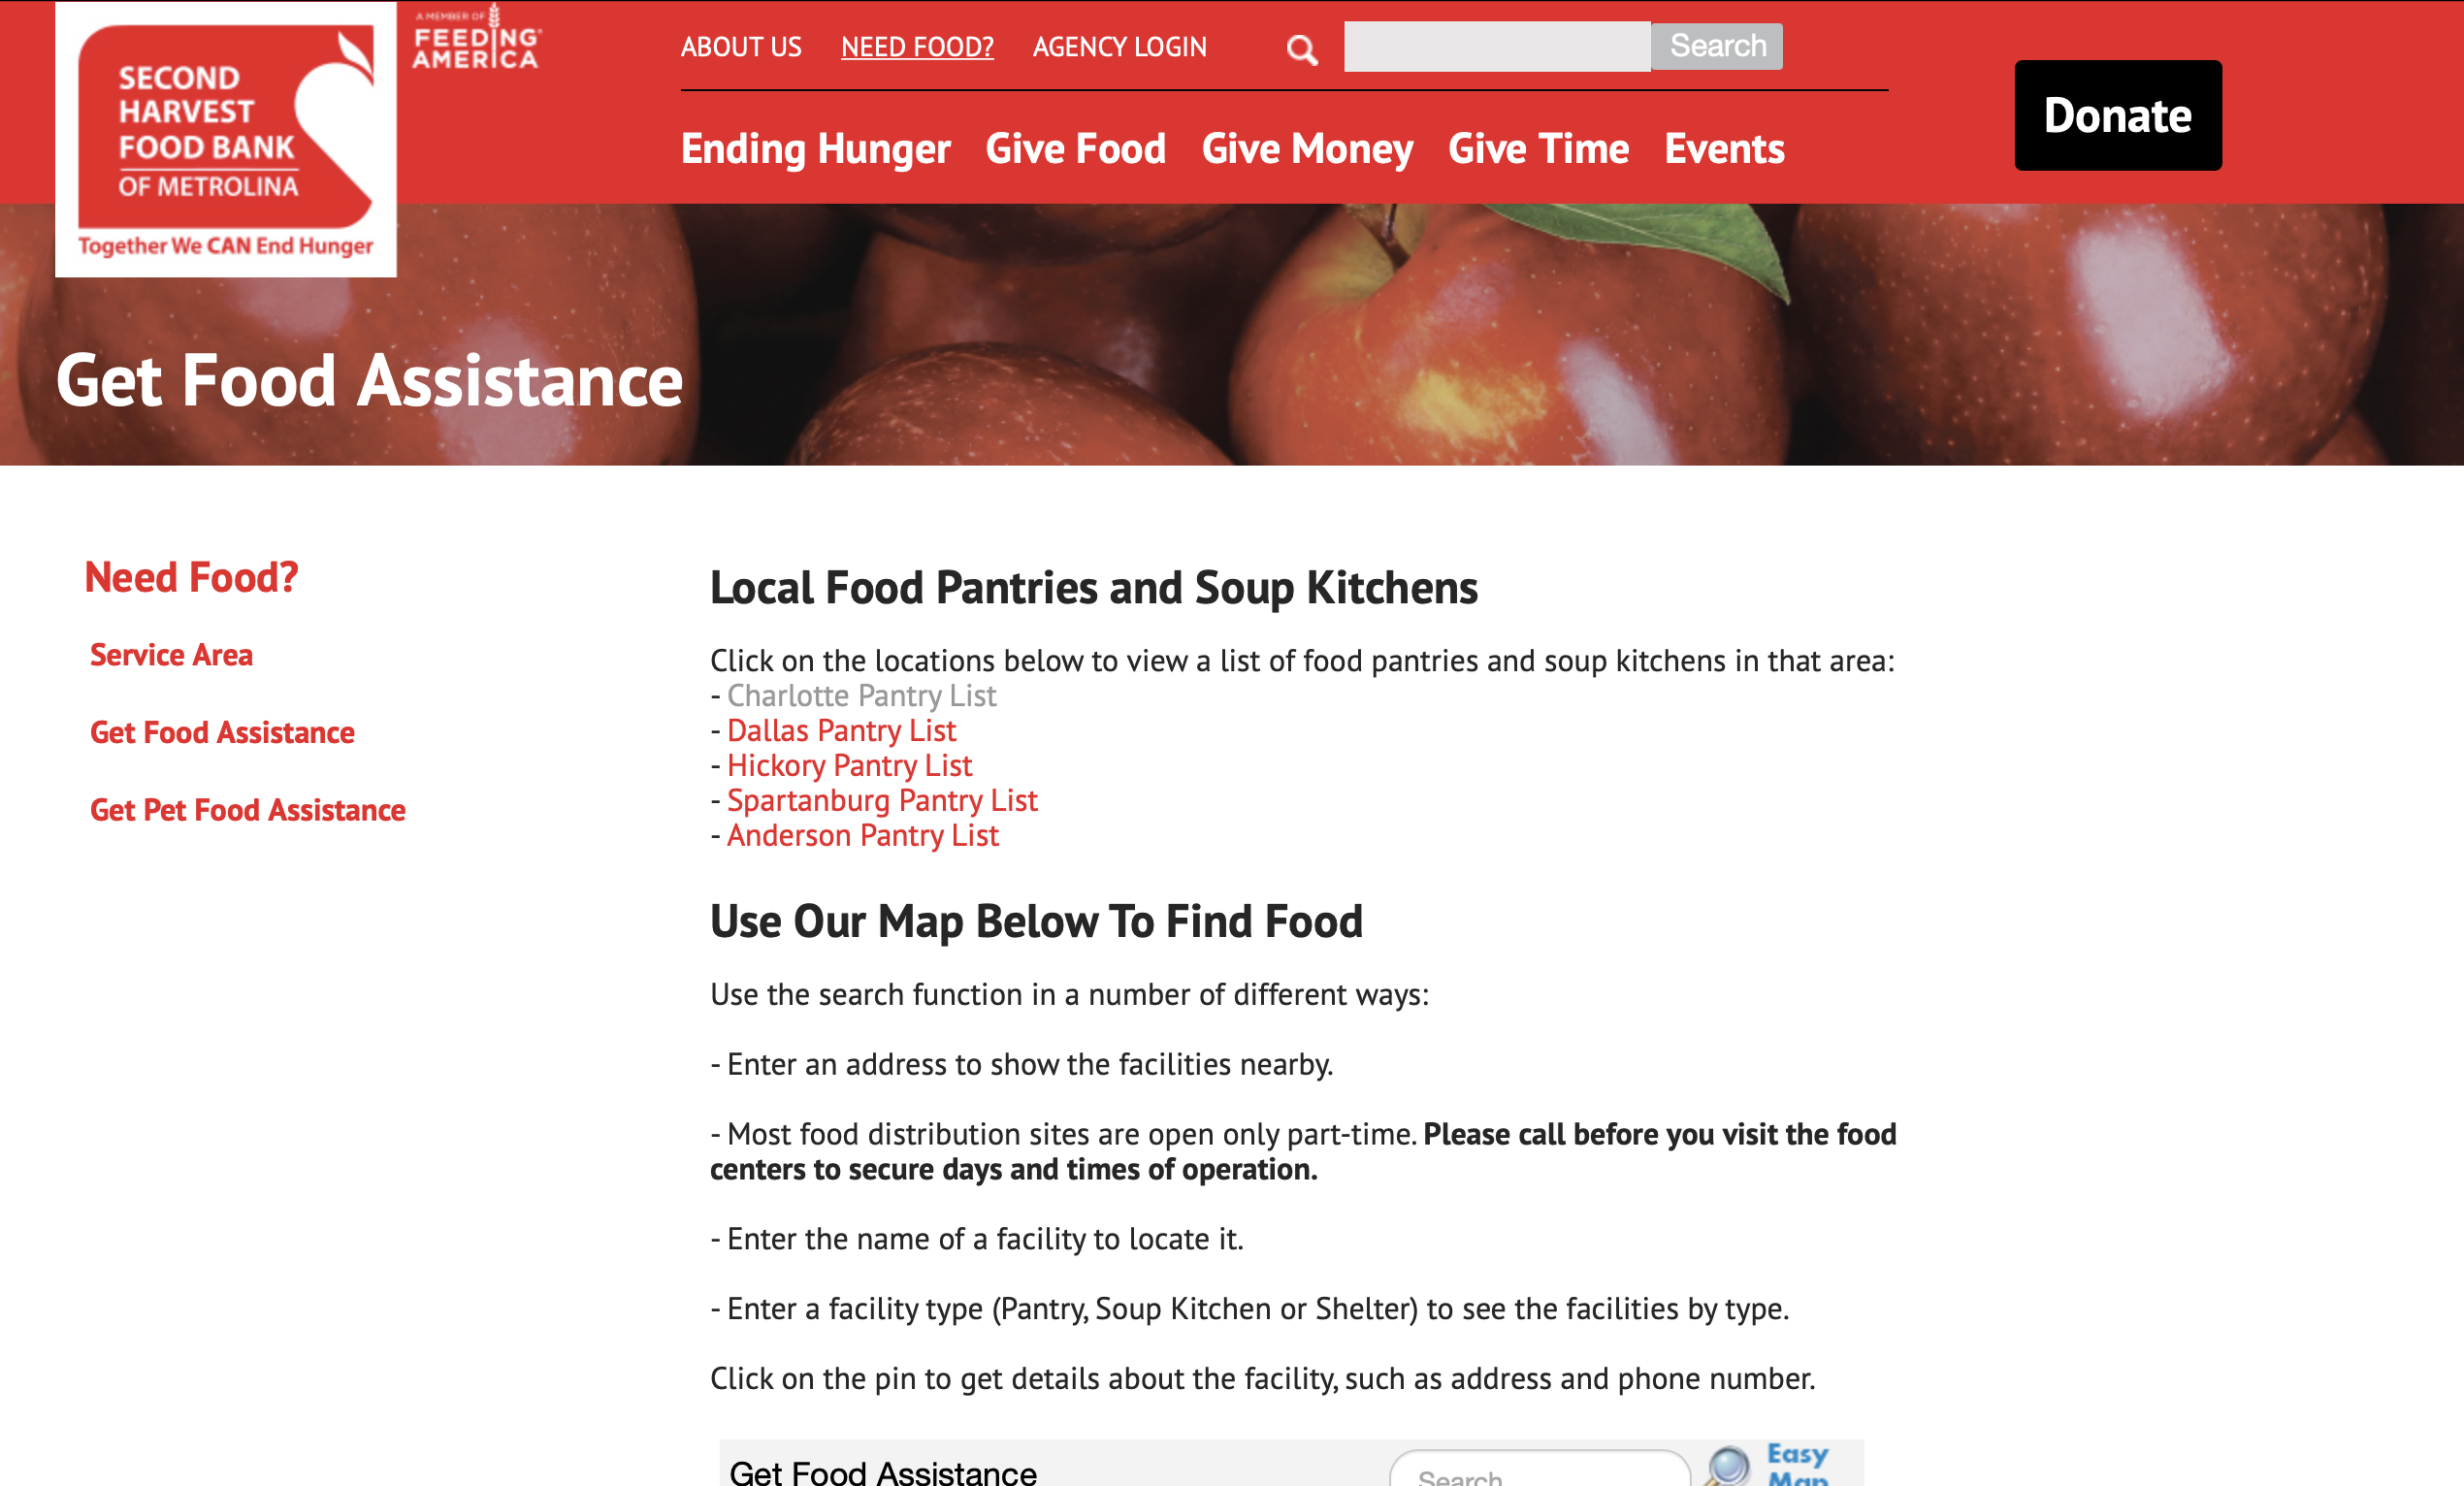 SECOND
HARVEST
FOOD BANK
OF METROLINA
Together We CAN End Hunger
A MEMBER OF
FEEDING
AMERICA
ABOUT US NEED FOOD? AGENCY LOGIN Search
Ending Hunger Give Food Give Money Give Time Events
Donate
Get Food Assistance
Need Food?
Service Area
Get Food Assistance
Get Pet Food Assistance
Local Food Pantries and Soup Kitchens
Click on the locations below to view a list of food pantries and soup kitchens in that area:
- Charlotte Pantry List
- Dallas Pantry List
- Hickory Pantry List
- Spartanburg Pantry List
- Anderson Pantry List
Use Our Map Below To Find Food
Use the search function in a number of different ways:
- Enter an address to show the facilities nearby.
- Most food distribution sites are open only part-time. Please call before you visit the food
centers to secure days and times of operation.
- Enter the name of a facility to locate it.
- Enter a facility type (Pantry, Soup Kitchen or Shelter) to see the facilities by type.
Click on the pin to get details about the facility, such as address and phone number.
Get Food Assistance
Search
Easy
Map